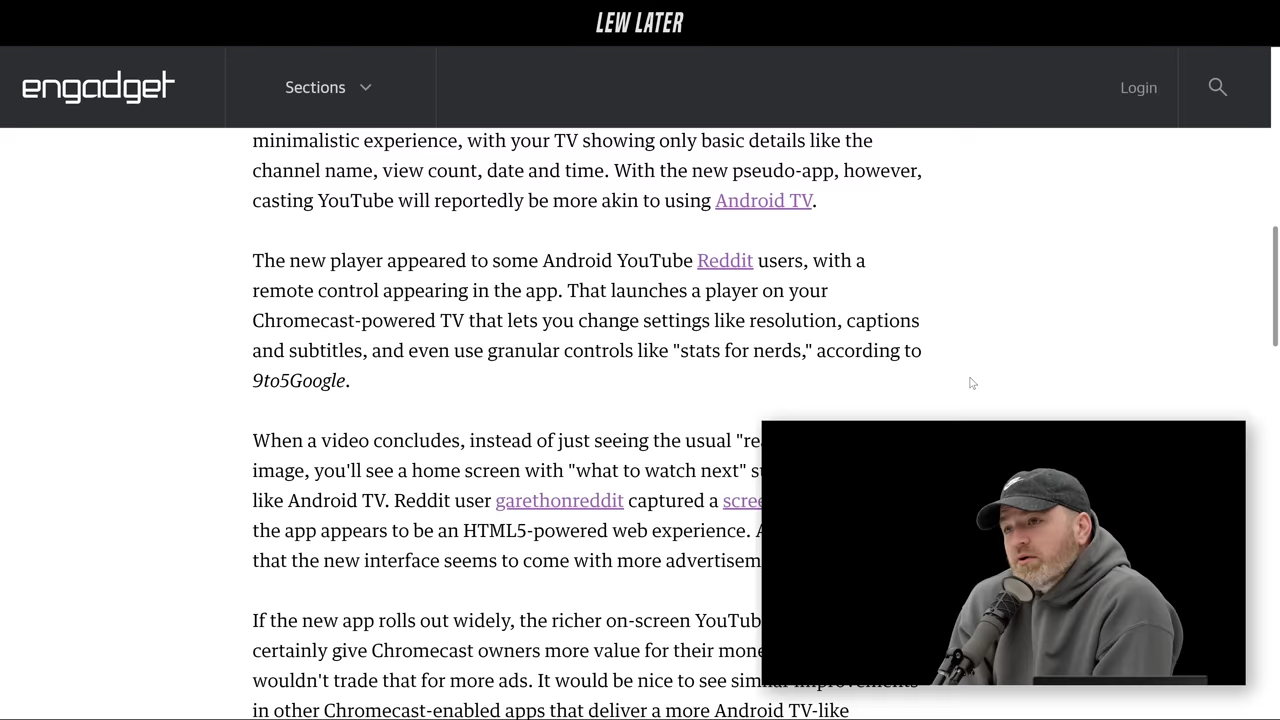 LEW LATER
engadget
Sections
Login
minimalistic experience, with your TV showing only basic details like the
channel name, view count, date and time. With the new pseudo-app, however,
casting YouTube will reportedly be more akin to using Android TV.
The new player appeared to some Android YouTube Reddit users, with a
remote control appearing in the app. That launches a player on your
Chromecast-powered TV that lets you change settings like resolution, captions
and subtitles, and even use granular controls like "stats for nerds," according to
9to5Google.
When a video concludes, instead of just seeing the usual
image, you'll see a home screen with "what to watch next"
like Android TV. Reddit user garethonreddit captured a
the app appears to be an HTML5-powered web experience.
that the new interface seems to come with more
If the new app rolls out widely, the richer on-screen
certainly give Chromecast owners more value for their
wouldn't trade that for more ads. It would be nice to see similar improvements
in other Chromecast-enabled apps that deliver a more Android TV-like